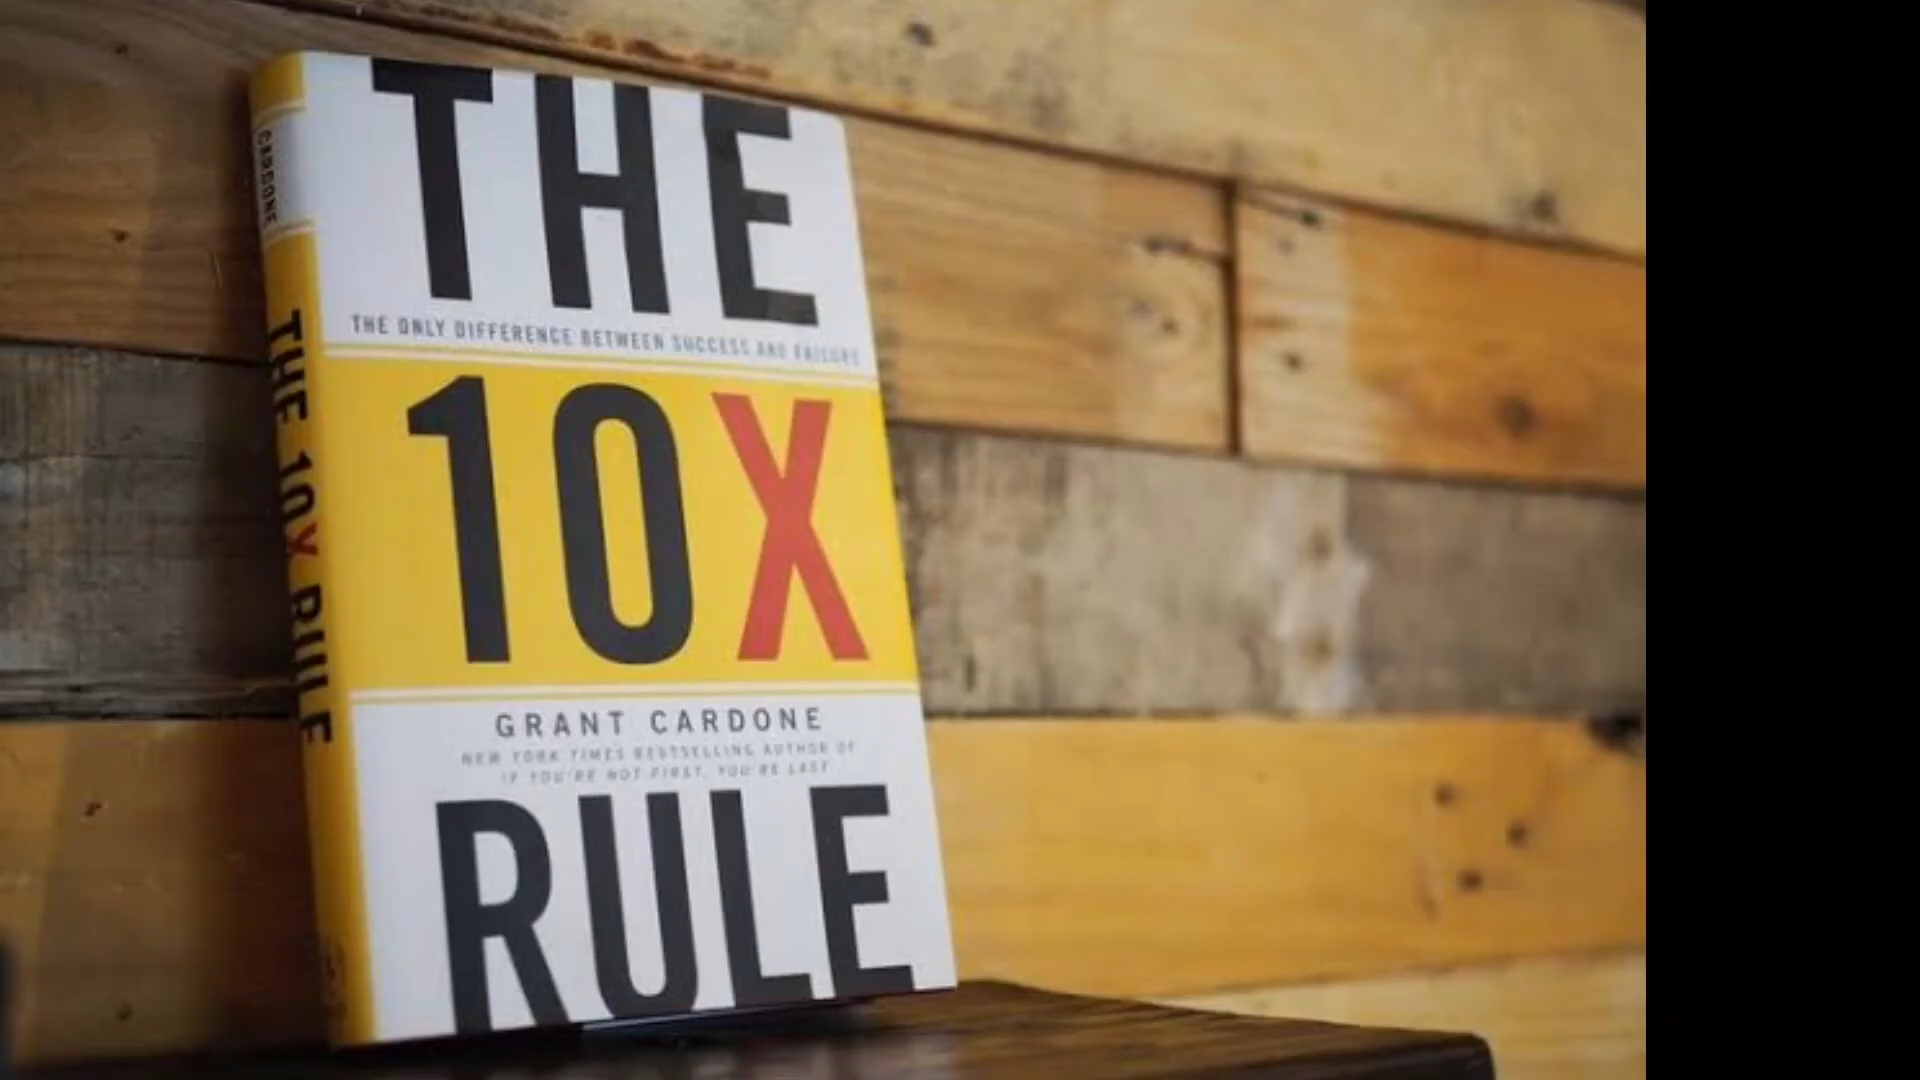 CARDONE
THE 10X RULE
THE
THE ONLY DIFFERENCE BETWEEN SUCCESS AND FAILURE
10X
GRANT CARDONE
NEW YORK TIMES BESTSELLING AUTHOR OF
IF YOU'RE NOT FIRST, YOU'RE LAST
RULE